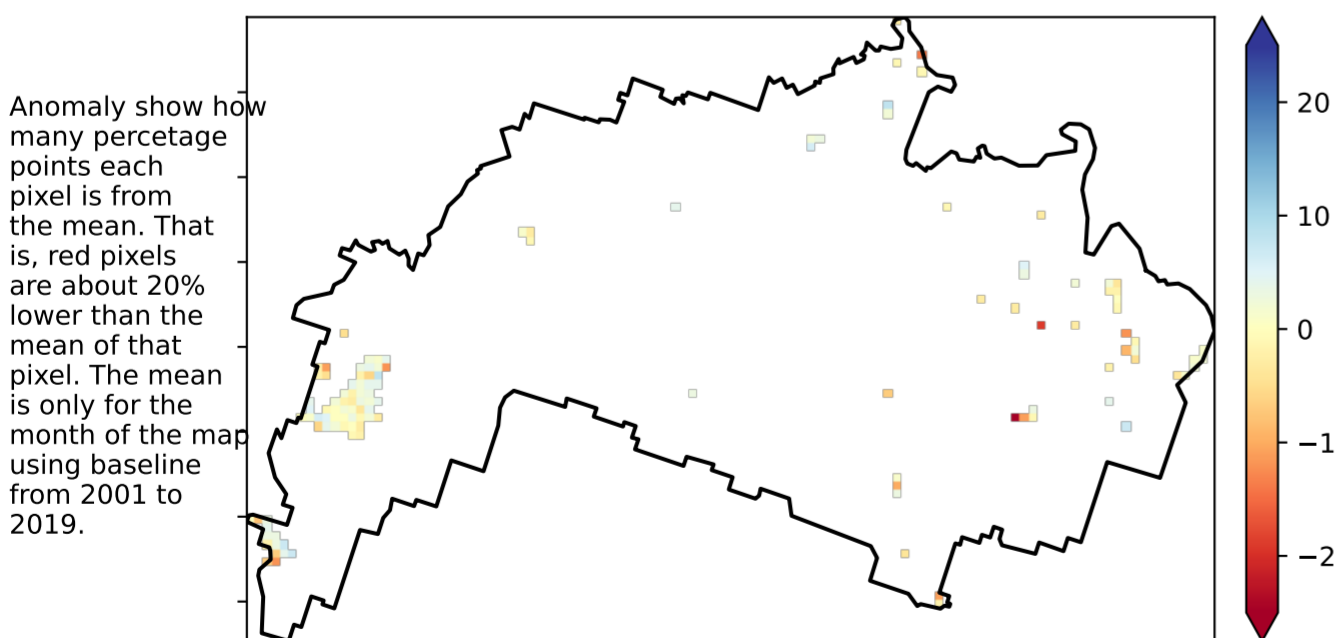 Anomaly show how
many percetage
points each
pixel is from
the mean. That
is, red pixels
are about 20%
lower than the
mean of that
pixel. The mean
is only for the
month of the map
using baseline
from 2001 to
2019.
20
10
0
−1
−2